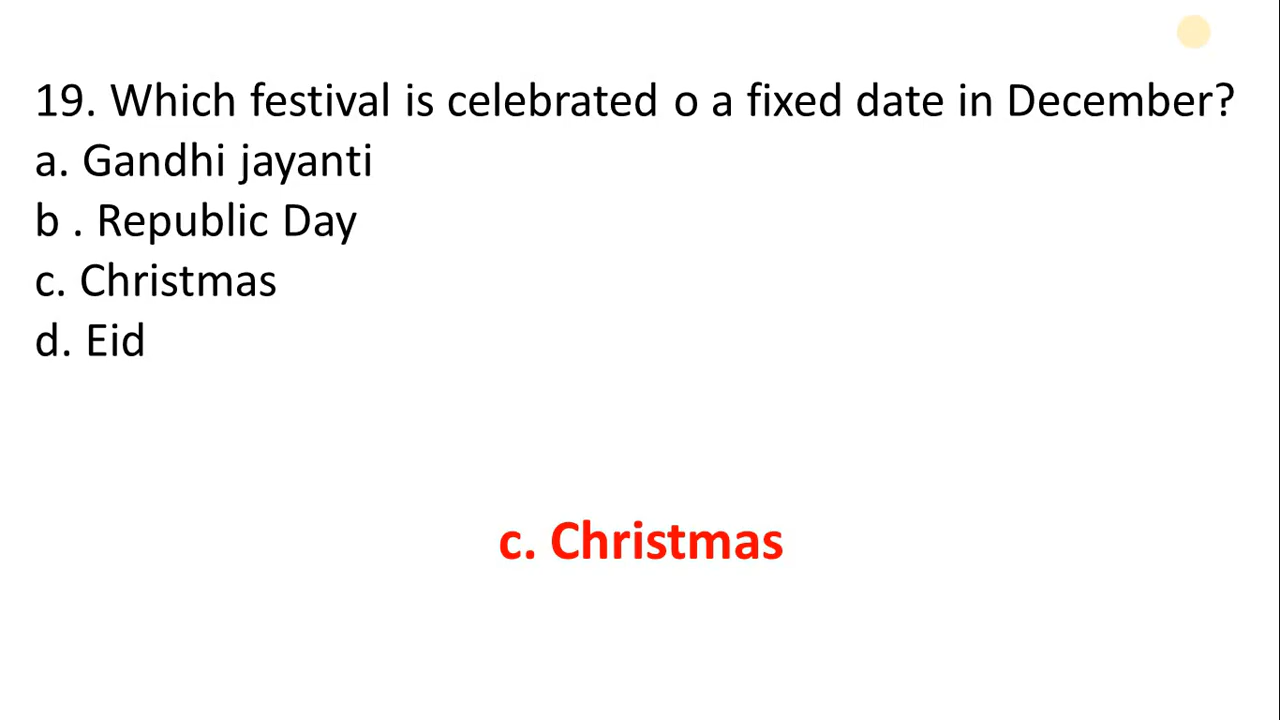 19. Which festival is celebrated o a fixed date in December?
a. Gandhi jayanti
b . Republic Day
c. Christmas
d. Eid
c. Christmas